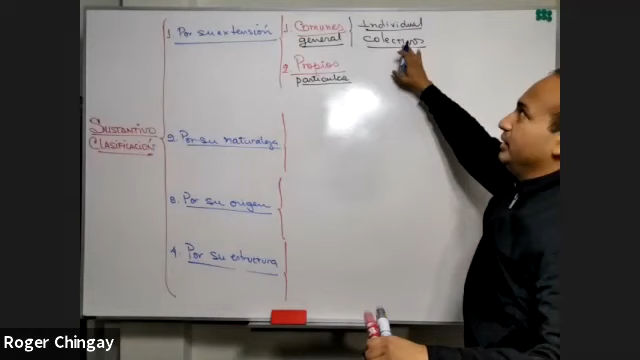 Sustantivo
Clasificación
1. Por su extensión
1. Comunes
general
Individual
colectivos
2. Propios
particular
2. Por su naturaleza
3. Por su origen
4. Por su estructura
Roger Chingay